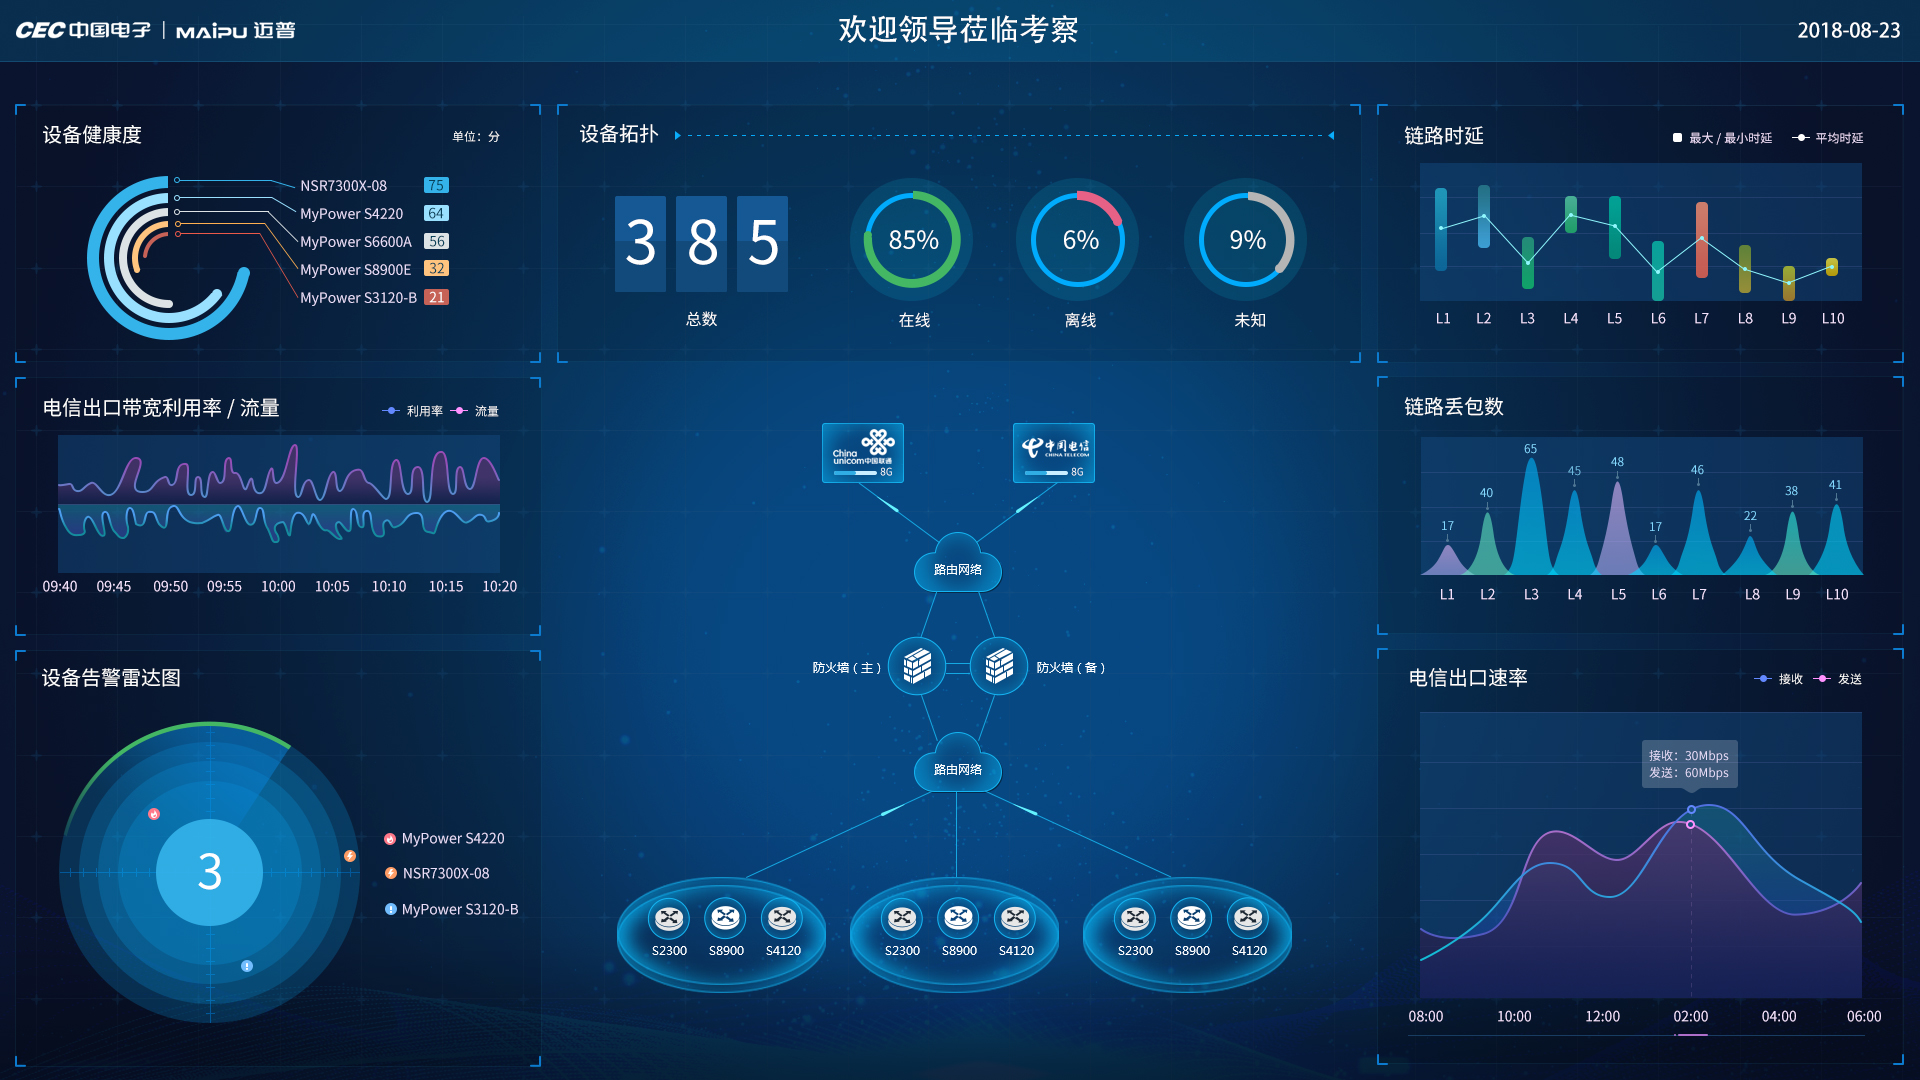 CEC 中国电子 | MAiPU 迈普
欢迎领导莅临考察
2018-08-23
设备健康度
单位：分
NSR7300X-08 75
MyPower S4220 64
MyPower S6600A 56
MyPower S8900E 32
MyPower S3120-B 21
设备拓扑
3 8 5
总数
85%
在线
6%
离线
9%
未知
链路时延
最大 / 最小时延 平均时延
L1 L2 L3 L4 L5 L6 L7 L8 L9 L10
电信出口带宽利用率 / 流量
利用率 流量
09:40 09:45 09:50 09:55 10:00 10:05 10:10 10:15 10:20
China
unicom中国联通
8G
中国电信
CHINA TELECOM
8G
路由网络
防火墙（主）
防火墙（备）
路由网络
S2300 S8900 S4120
S2300 S8900 S4120
S2300 S8900 S4120
链路丢包数
17 40 65 45 48 17 46 22 38 41
L1 L2 L3 L4 L5 L6 L7 L8 L9 L10
设备告警雷达图
3
MyPower S4220
NSR7300X-08
MyPower S3120-B
电信出口速率
接收 发送
接收：30Mbps
发送：60Mbps
08:00 10:00 12:00 02:00 04:00 06:00